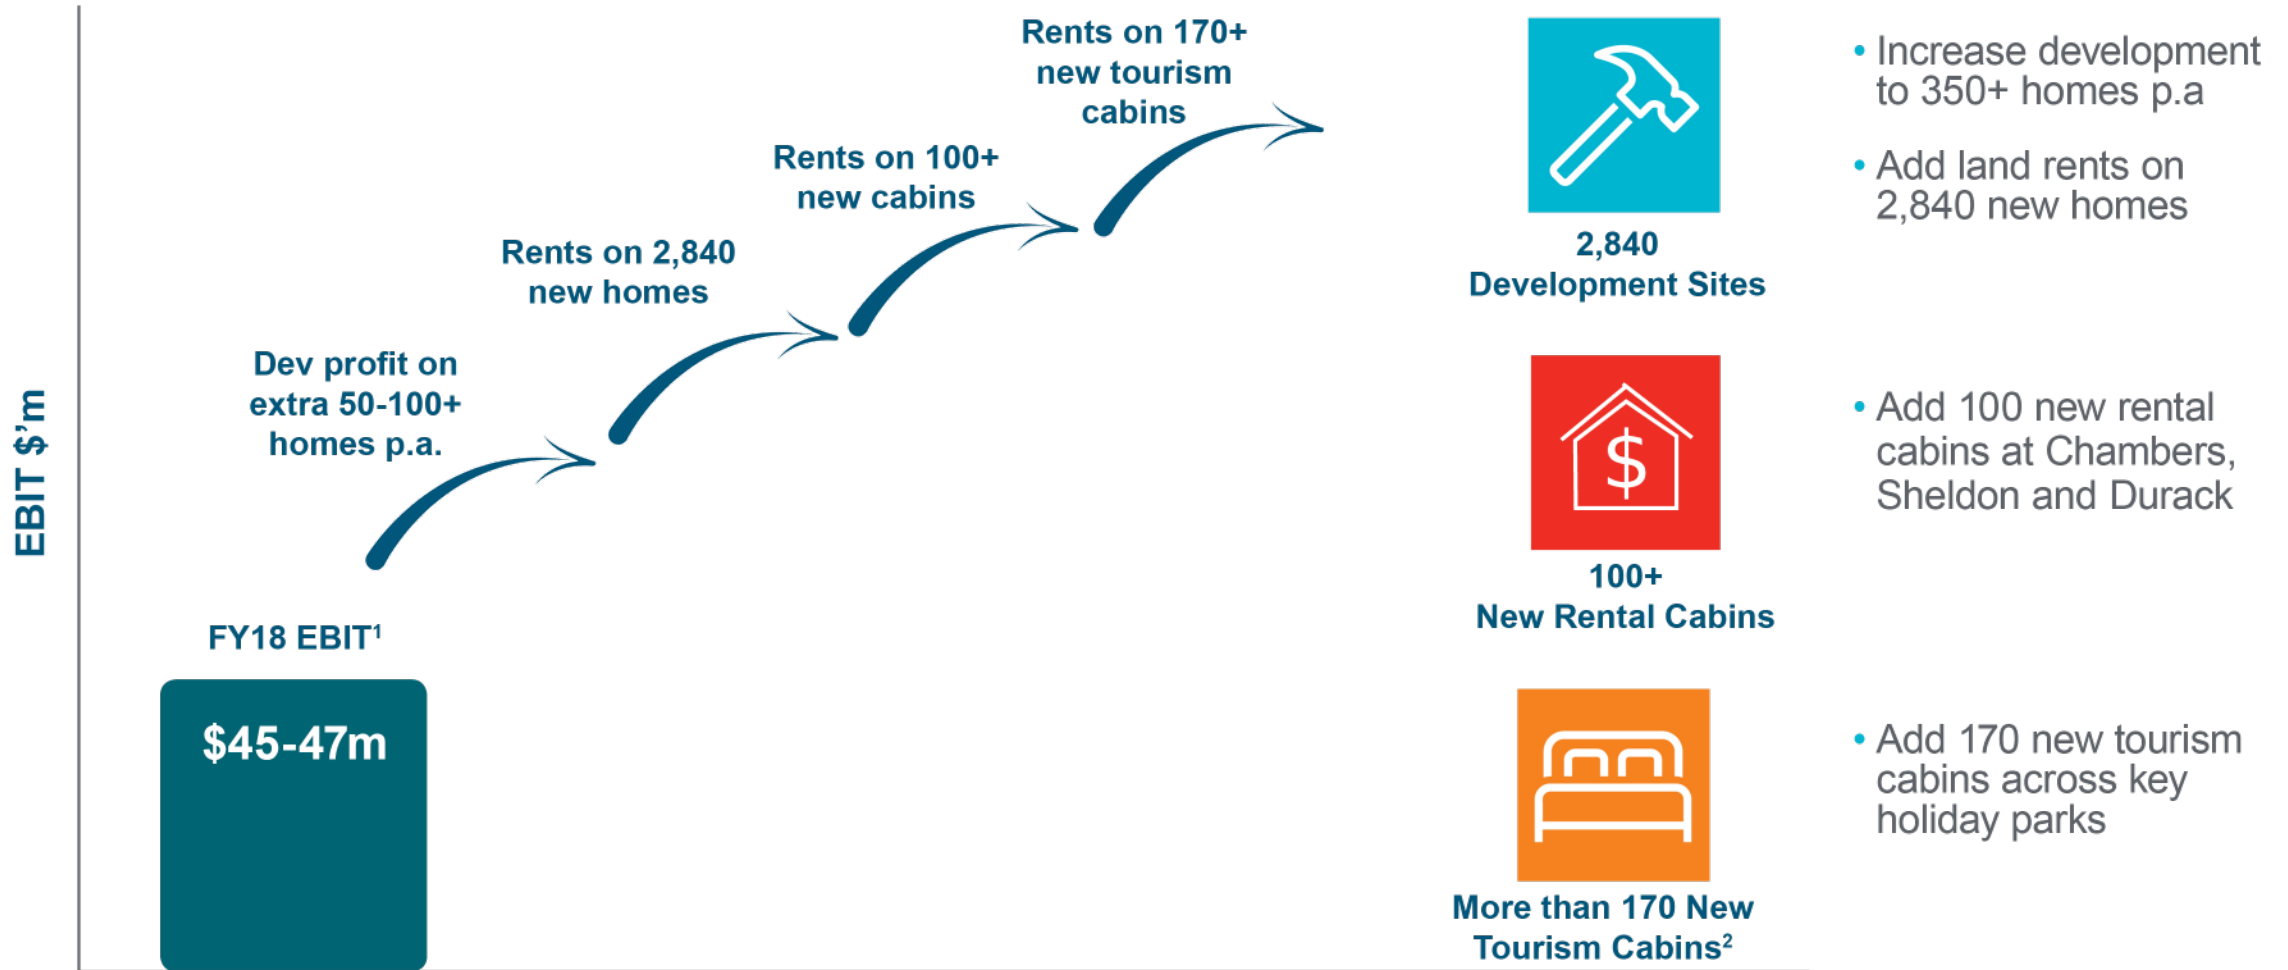 EBIT $'m
FY18 EBIT¹
$45-47m
Dev profit on
extra 50-100+
homes p.a.
Rents on 2,840
new homes
Rents on 100+
new cabins
Rents on 170+
new tourism
cabins
2,840
Development Sites
• Increase development
to 350+ homes p.a
• Add land rents on
2,840 new homes
$
100+
New Rental Cabins
• Add 100 new rental
cabins at Chambers,
Sheldon and Durack
More than 170 New
Tourism Cabins²
• Add 170 new tourism
cabins across key
holiday parks